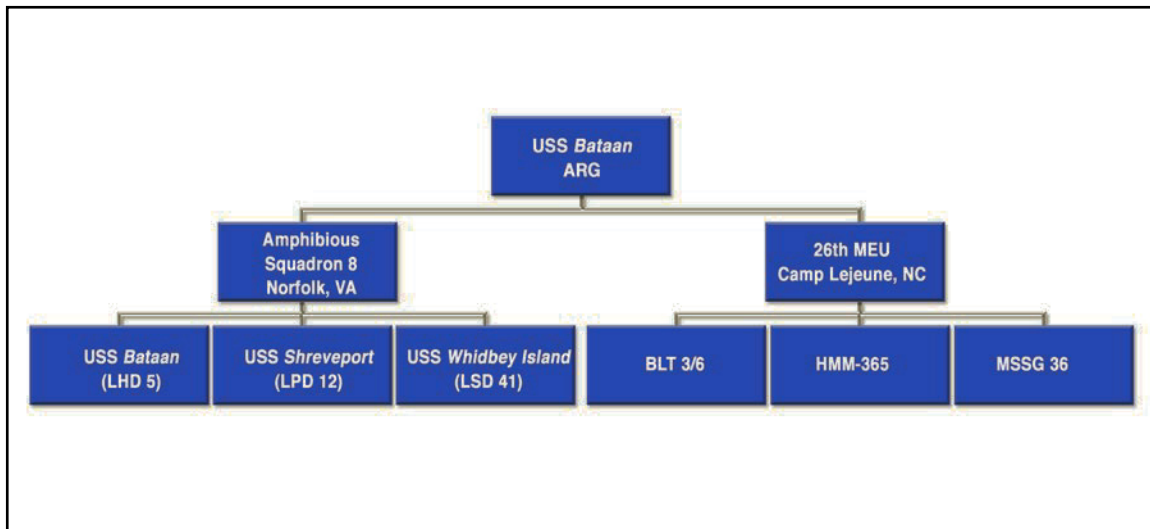 USS Bataan
ARG
Amphibious
Squadron 8
Norfolk, VA
26th MEU
Camp Lejeune, NC
USS Bataan
(LHD 5)
USS Shreveport
(LPD 12)
USS Whidbey Island
(LSD 41)
BLT 3/6
HMM-365
MSSG 36